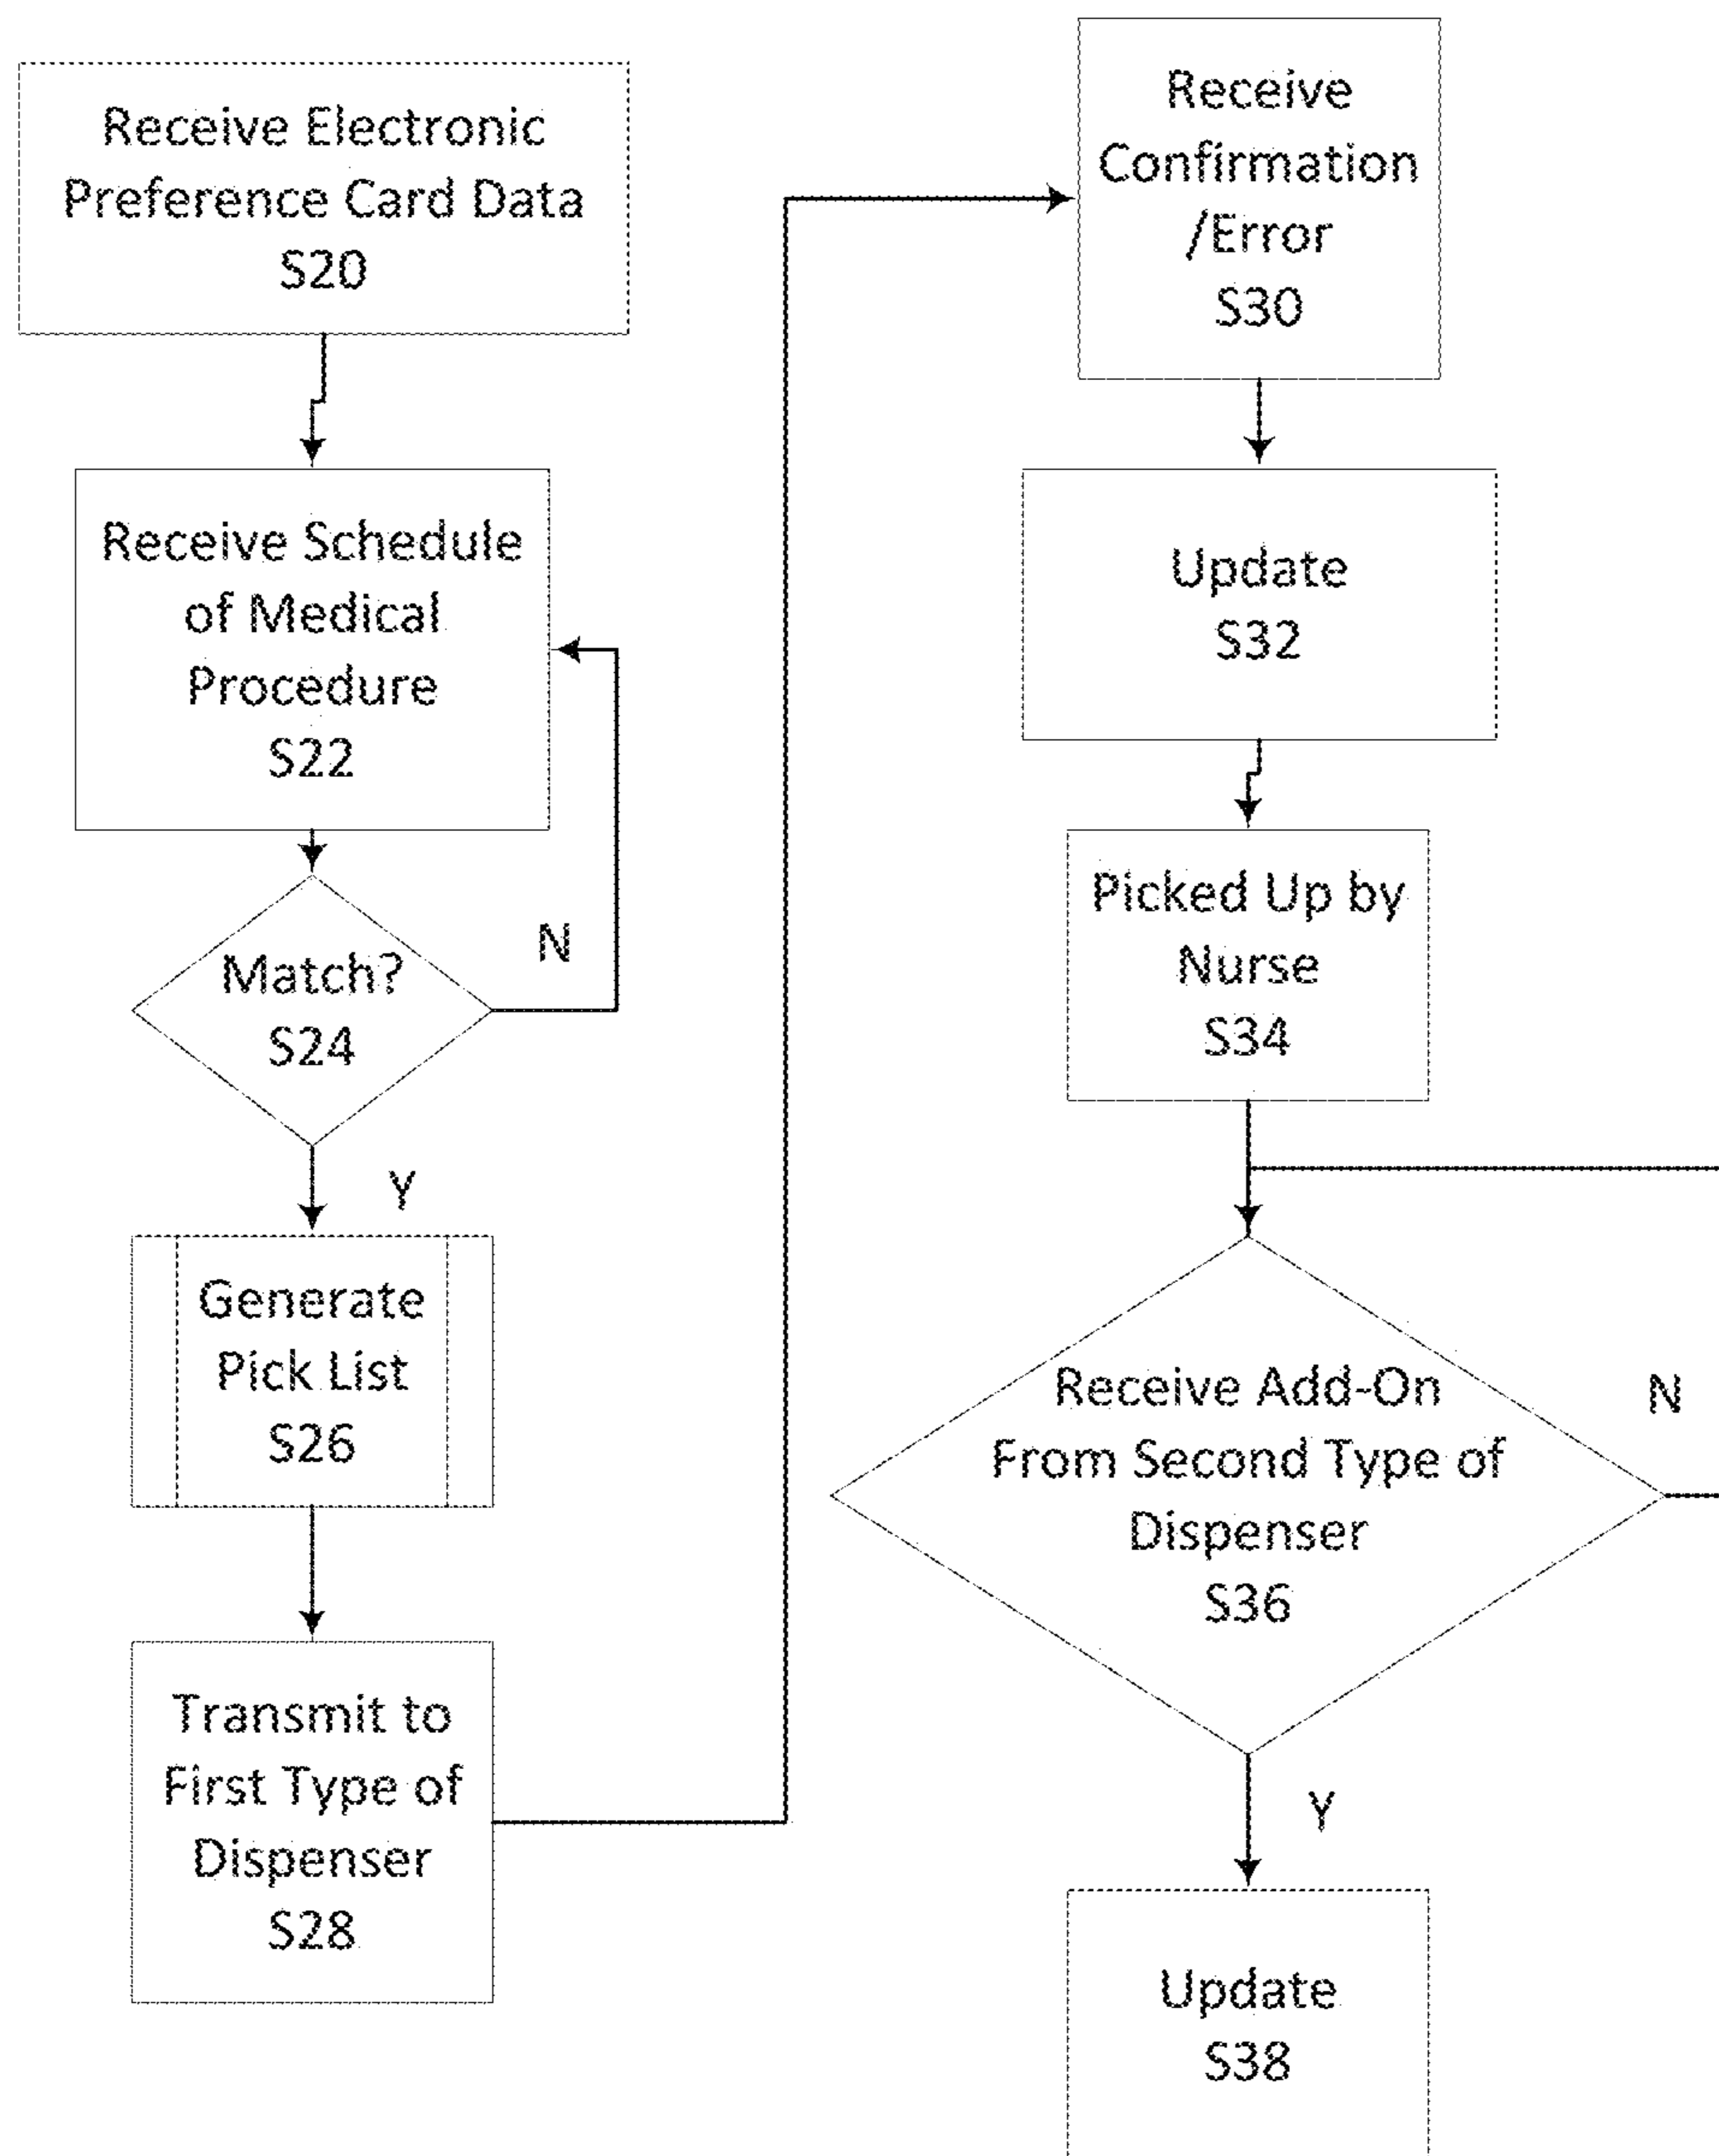 Receive Electronic
Preference Card Data
S20
Receive Schedule
of Medical
Procedure
S22
Match?
S24
N
Y
Generate
Pick List
S26
Transmit to
First Type of
Dispenser
S28
Receive
Confirmation
/Error
S30
Update
S32
Picked Up by
Nurse
S34
Receive Add-On
From Second Type of
Dispenser
S36
N
Y
Update
S38